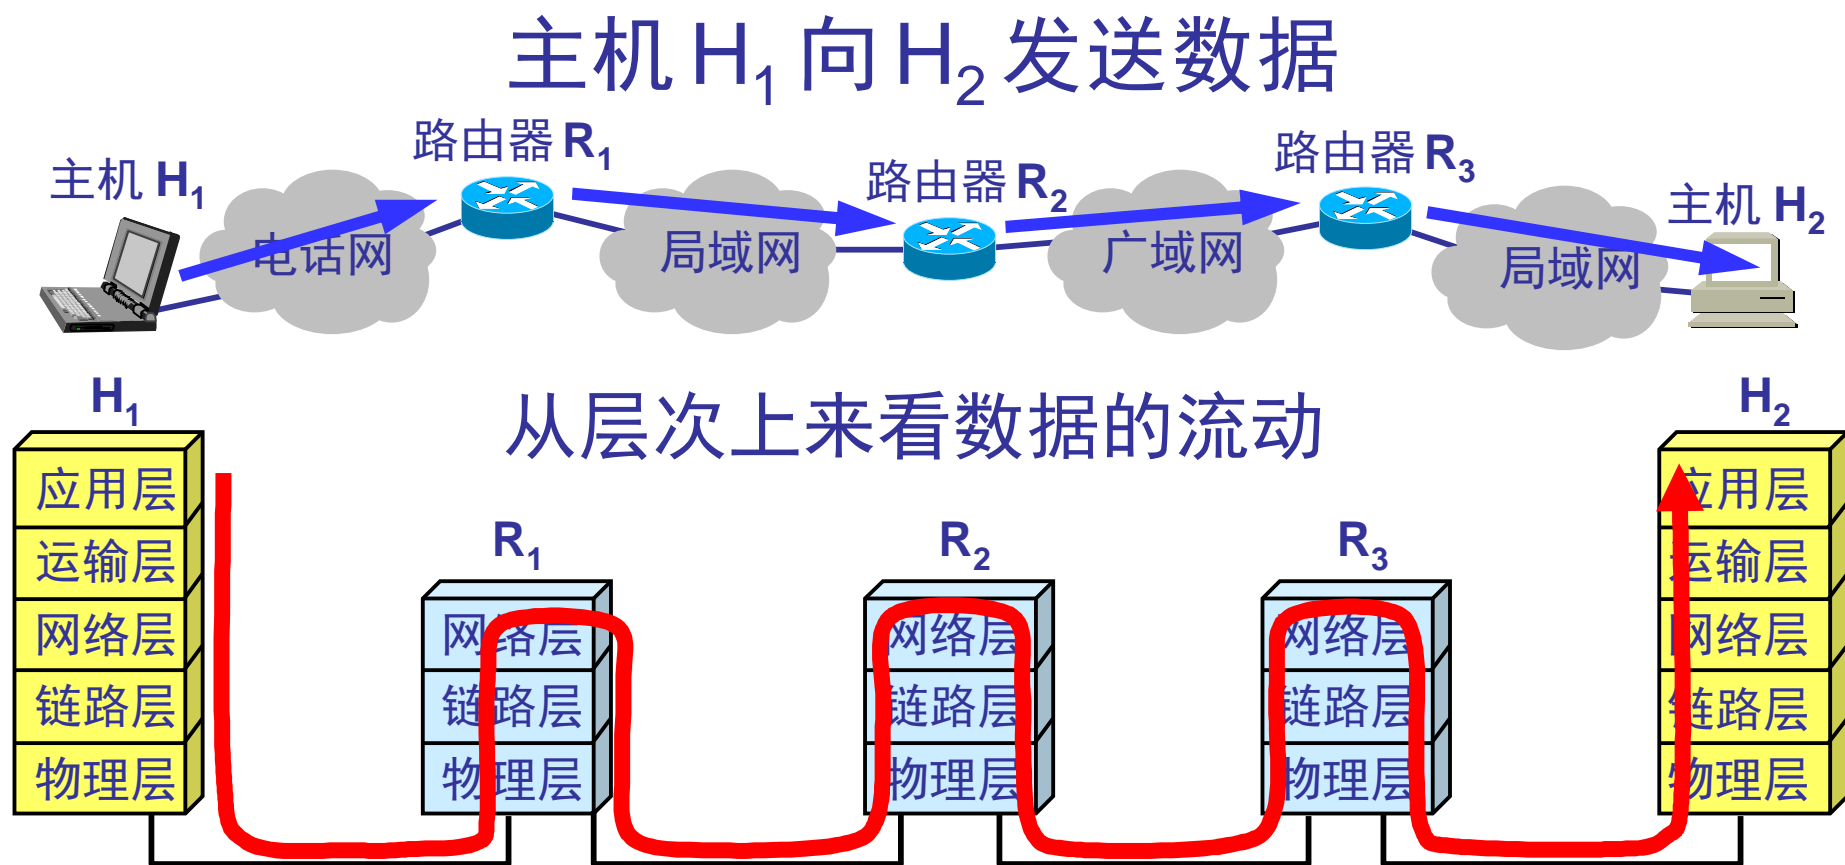 主机 H₁ 向 H₂ 发送数据
主机 H₁
路由器 R₁
路由器 R₂
路由器 R₃
主机 H₂
电话网
局域网
广域网
局域网
从层次上来看数据的流动
H₁
应用层
运输层
网络层
链路层
物理层
R₁
网络层
链路层
物理层
R₂
网络层
链路层
物理层
R₃
网络层
链路层
物理层
H₂
应用层
运输层
网络层
链路层
物理层